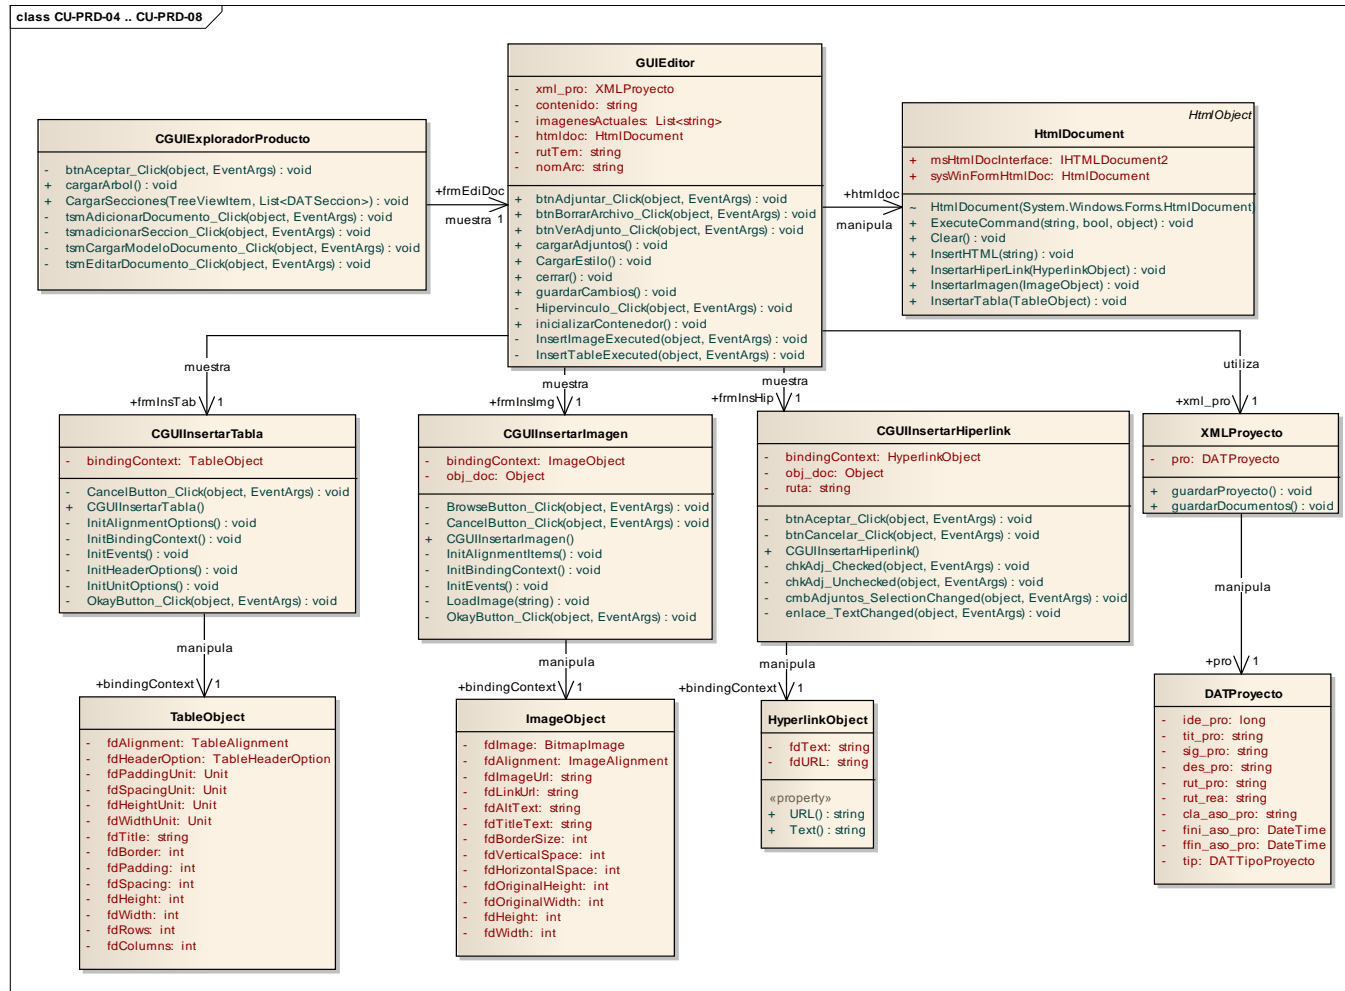 class CU-PRD-04 .. CU-PRD-08
GUIEditor
- xml_pro: XMLProyecto
- contenido: string
- imagenesActuales: List<string>
- htmldoc: HtmlDocument
- rutTem: string
- nomArc: string
+ btnAdjuntar_Click(object, EventArgs) : void
+ btnBorrarArchivo_Click(object, EventArgs) : void
+ btnVerAdjunto_Click(object, EventArgs) : void
+ cargarAdjuntos() : void
+ CargarEstilo() : void
+ cerrar() : void
+ guardarCambios() : void
- Hipervinculo_Click(object, EventArgs) : void
+ inicializarContenedor() : void
- InsertImageExecuted(object, EventArgs) : void
- InsertTableExecuted(object, EventArgs) : void
CGUIExploradorProducto
- btnAceptar_Click(object, EventArgs) : void
+ cargarArbol() : void
+ CargarSecciones(TreeViewItem, List<DATSeccion>) : void
- tsmAdicionarDocumento_Click(object, EventArgs) : void
- tsmadicionarSeccion_Click(object, EventArgs) : void
- tsmCargarModeloDocumento_Click(object, EventArgs) : void
- tsmEditarDocumento_Click(object, EventArgs) : void
+frmEdiDoc
muestra 1
HtmlObject
HtmlDocument
+ msHtmlDocInterface: IHTMLDocument2
+ sysWinFormHtmlDoc: HtmlDocument
~ HtmlDocument(System.Windows.Forms.HtmlDocument)
+ ExecuteCommand(string, bool, object) : void
+ Clear() : void
+ InsertHTML(string) : void
+ InsertarHiperLink(HyperlinkObject) : void
+ InsertarImagen(ImageObject) : void
+ InsertarTabla(TableObject) : void
+htmldoc
manipula 1
muestra
+frmInsTab 1
muestra
+frmInsImg 1
muestra
+frmInsHip 1
utiliza
+xml_pro 1
CGUIInsertarTabla
- bindingContext: TableObject
- CancelButton_Click(object, EventArgs) : void
+ CGUIInsertarTabla()
- InitAlignmentOptions() : void
- InitBindingContext() : void
- InitEvents() : void
- InitHeaderOptions() : void
- InitUnitOptions() : void
- OkayButton_Click(object, EventArgs) : void
CGUIInsertarImagen
- bindingContext: ImageObject
- obj_doc: Object
- BrowseButton_Click(object, EventArgs) : void
- CancelButton_Click(object, EventArgs) : void
+ CGUIInsertarImagen()
- InitAlignmentItems() : void
- InitBindingContext() : void
- InitEvents() : void
- LoadImage(string) : void
- OkayButton_Click(object, EventArgs) : void
CGUIInsertarHiperlink
- bindingContext: HyperlinkObject
- obj_doc: Object
- ruta: string
- btnAceptar_Click(object, EventArgs) : void
- btnCancelar_Click(object, EventArgs) : void
+ CGUIInsertarHiperlink()
- chkAdj_Checked(object, EventArgs) : void
- chkAdj_Unchecked(object, EventArgs) : void
- cmbAdjuntos_SelectionChanged(object, EventArgs) : void
- enlace_TextChanged(object, EventArgs) : void
XMLProyecto
- pro: DATProyecto
+ guardarProyecto() : void
+ guardarDocumentos() : void
manipula
+bindingContext 1
manipula
+bindingContext 1
manipula
+bindingContext 1
manipula
+pro 1
TableObject
- fdAlignment: TableAlignment
- fdHeaderOption: TableHeaderOption
- fdPaddingUnit: Unit
- fdSpacingUnit: Unit
- fdHeightUnit: Unit
- fdWidthUnit: Unit
- fdTitle: string
- fdBorder: int
- fdPadding: int
- fdSpacing: int
- fdHeight: int
- fdWidth: int
- fdRows: int
- fdColumns: int
ImageObject
- fdImage: BitmapImage
- fdAlignment: ImageAlignment
- fdImageUrl: string
- fdLinkUrl: string
- fdAltText: string
- fdTitleText: string
- fdBorderSize: int
- fdVerticalSpace: int
- fdHorizontalSpace: int
- fdOriginalHeight: int
- fdOriginalWidth: int
- fdHeight: int
- fdWidth: int
HyperlinkObject
- fdText: string
- fdURL: string
«property»
+ URL() : string
+ Text() : string
DATProyecto
- ide_pro: long
- tit_pro: string
- sig_pro: string
- des_pro: string
- rut_pro: string
- rut_rea: string
- cla_aso_pro: string
- fini_aso_pro: DateTime
- ffin_aso_pro: DateTime
- tip: DATTipoProyecto